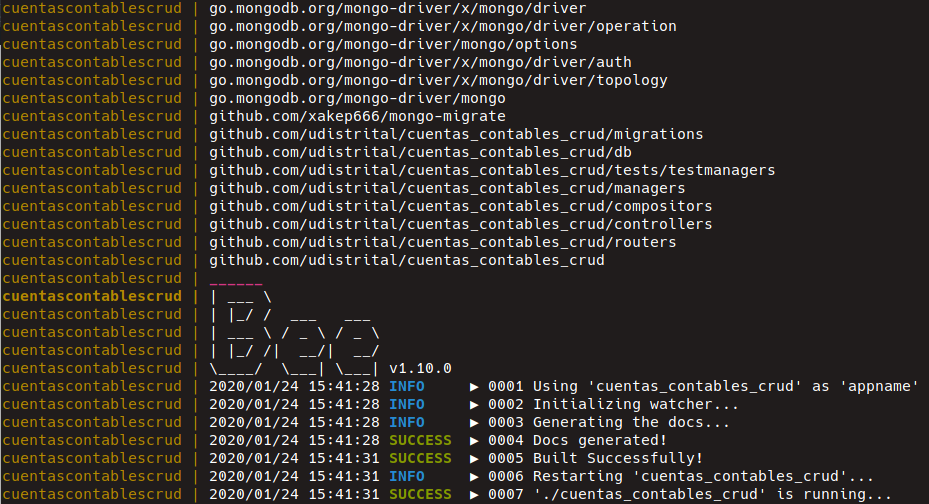 cuentascontablescrud | go.mongodb.org/mongo-driver/x/mongo/driver
cuentascontablescrud | go.mongodb.org/mongo-driver/x/mongo/driver/operation
cuentascontablescrud | go.mongodb.org/mongo-driver/mongo/options
cuentascontablescrud | go.mongodb.org/mongo-driver/x/mongo/driver/auth
cuentascontablescrud | go.mongodb.org/mongo-driver/x/mongo/driver/topology
cuentascontablescrud | go.mongodb.org/mongo-driver/mongo
cuentascontablescrud | github.com/xakep666/mongo-migrate
cuentascontablescrud | github.com/udistrital/cuentas_contables_crud/migrations
cuentascontablescrud | github.com/udistrital/cuentas_contables_crud/db
cuentascontablescrud | github.com/udistrital/cuentas_contables_crud/tests/testmanagers
cuentascontablescrud | github.com/udistrital/cuentas_contables_crud/managers
cuentascontablescrud | github.com/udistrital/cuentas_contables_crud/compositors
cuentascontablescrud | github.com/udistrital/cuentas_contables_crud/controllers
cuentascontablescrud | github.com/udistrital/cuentas_contables_crud/routers
cuentascontablescrud | github.com/udistrital/cuentas_contables_crud
cuentascontablescrud | ______
cuentascontablescrud | | ___ \
cuentascontablescrud | | |_/ /  ___   ___
cuentascontablescrud | | ___ \ / _ \ / _ \
cuentascontablescrud | | |_/ /|  __/|  __/
cuentascontablescrud | \____/  \___| \___| v1.10.0
cuentascontablescrud | 2020/01/24 15:41:28 INFO     ▶ 0001 Using 'cuentas_contables_crud' as 'appname'
cuentascontablescrud | 2020/01/24 15:41:28 INFO     ▶ 0002 Initializing watcher...
cuentascontablescrud | 2020/01/24 15:41:28 INFO     ▶ 0003 Generating the docs...
cuentascontablescrud | 2020/01/24 15:41:28 SUCCESS  ▶ 0004 Docs generated!
cuentascontablescrud | 2020/01/24 15:41:31 SUCCESS  ▶ 0005 Built Successfully!
cuentascontablescrud | 2020/01/24 15:41:31 INFO     ▶ 0006 Restarting 'cuentas_contables_crud'...
cuentascontablescrud | 2020/01/24 15:41:31 SUCCESS  ▶ 0007 './cuentas_contables_crud' is running...